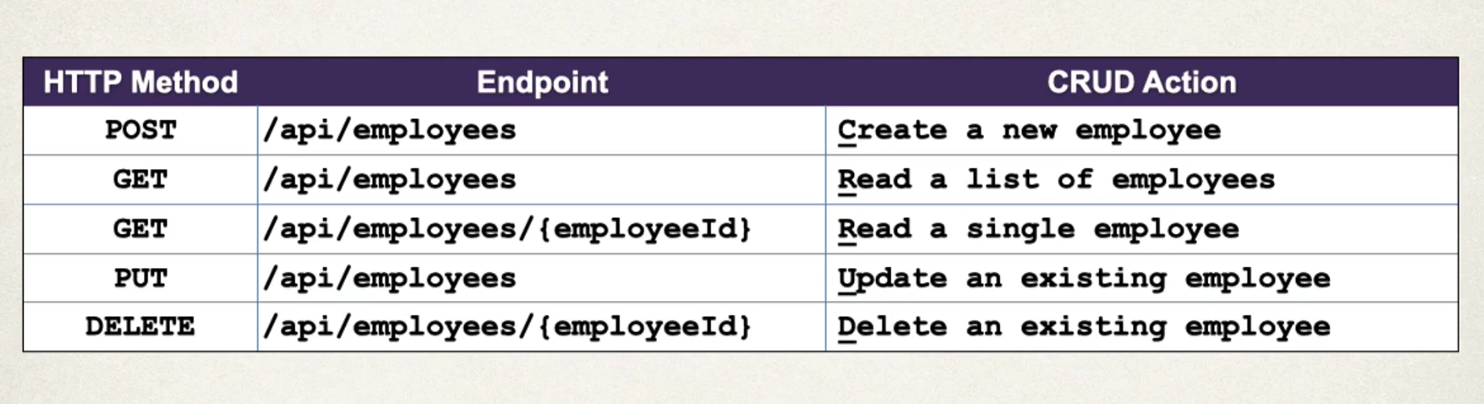 HTTP Method Endpoint CRUD Action
POST /api/employees Create a new employee
GET /api/employees Read a list of employees
GET /api/employees/{employeeId} Read a single employee
PUT /api/employees Update an existing employee
DELETE /api/employees/{employeeId} Delete an existing employee